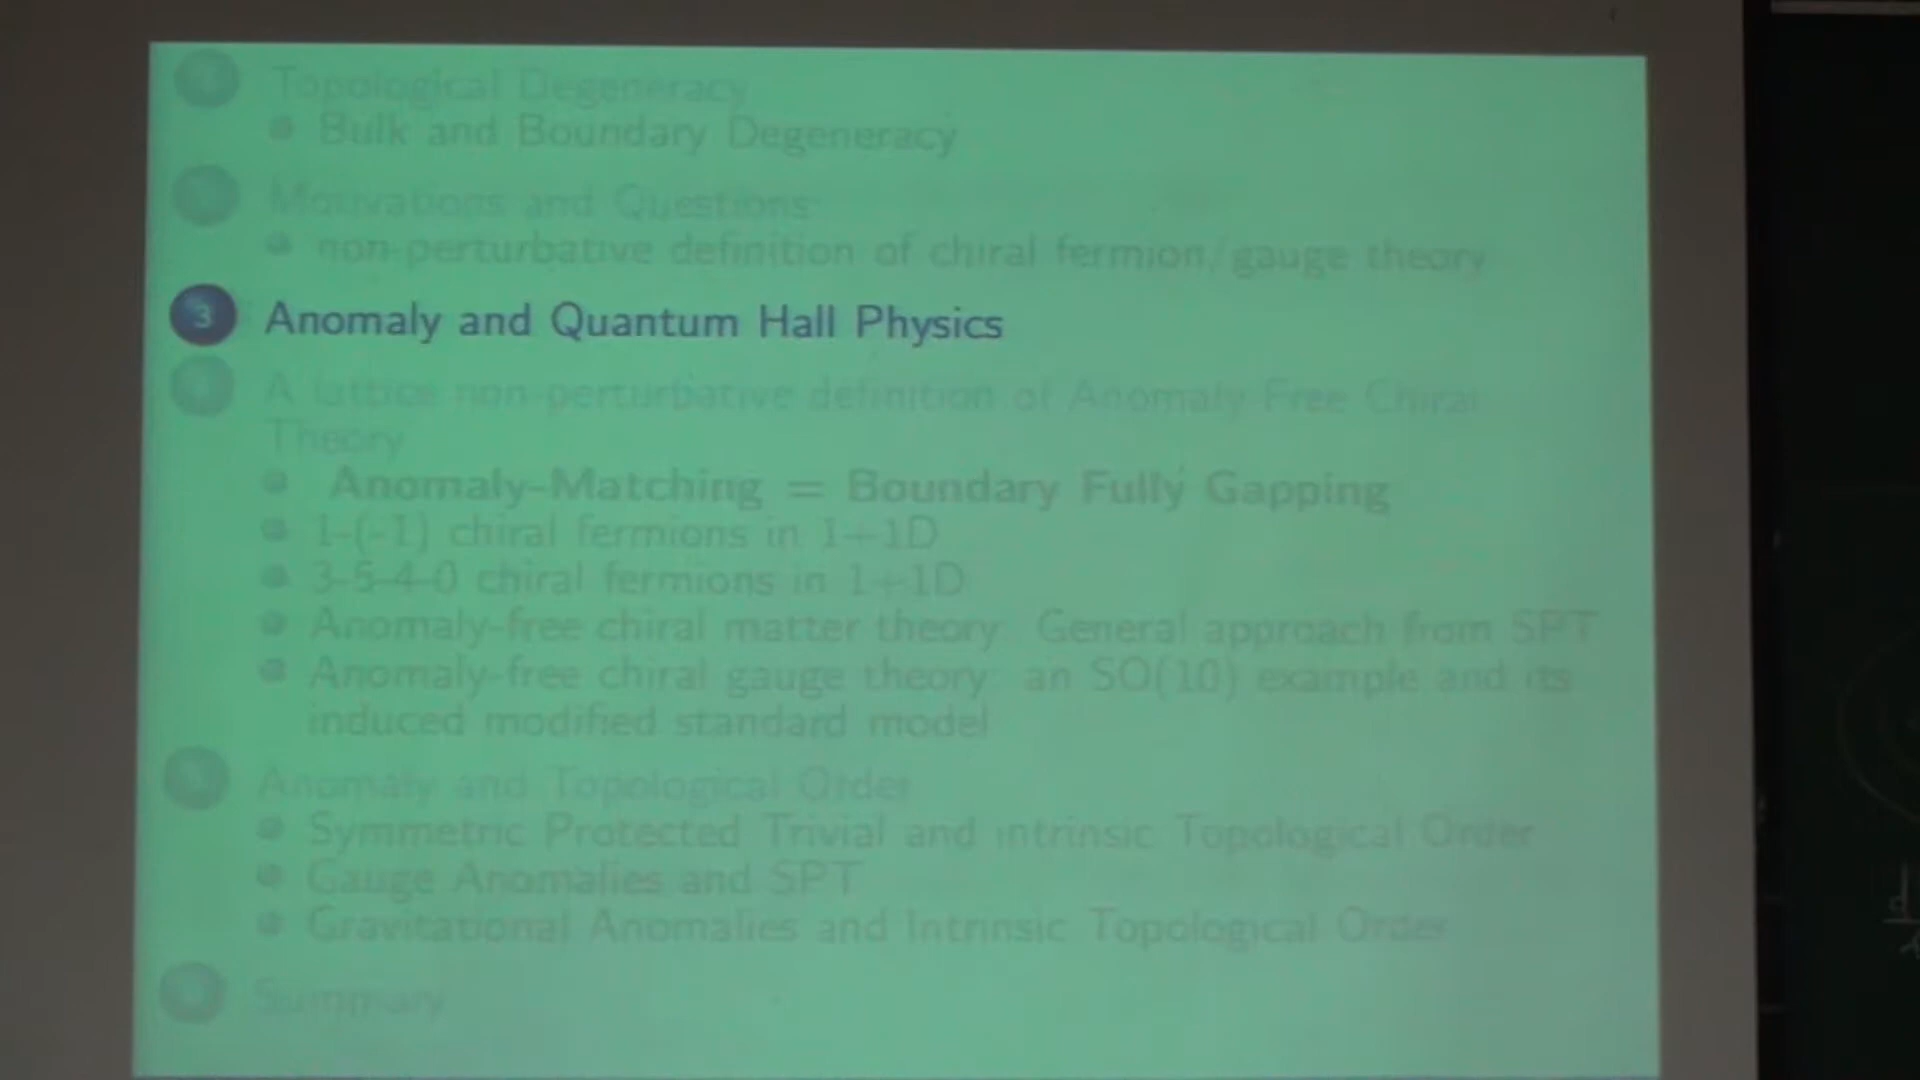 Topological Degeneracy
Bulk and Boundary Degeneracy
Motivations and Questions
non-perturbative definition of chiral fermion/gauge theory
3 Anomaly and Quantum Hall Physics
A lattice non-perturbative definition of Anomaly-Free Chiral
Theory
Anomaly-Matching = Boundary Fully Gapping
1-(-1) chiral fermions in 1+1D
3-5-4-0 chiral fermions in 1+1D
Anomaly-free chiral matter theory: General approach from SPT
Anomaly-free chiral gauge theory: an SO(10) example and its
induced modified standard model
Anomaly and Topological Order
Symmetric Protected Trivial and intrinsic Topological Order
Gauge Anomalies and SPT
Gravitational Anomalies and Intrinsic Topological Order
Summary